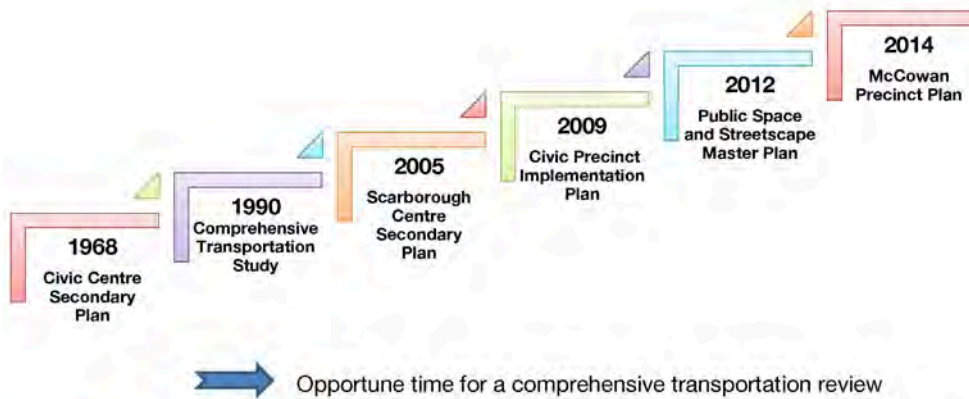 1968
Civic Centre
Secondary
Plan
1990
Comprehensive
Transportation
Study
2005
Scarborough
Centre
Secondary
Plan
2009
Civic Precinct
Implementation
Plan
2012
Public Space
and Streetscape
Master Plan
2014
McCowan
Precinct Plan
Opportune time for a comprehensive transportation review